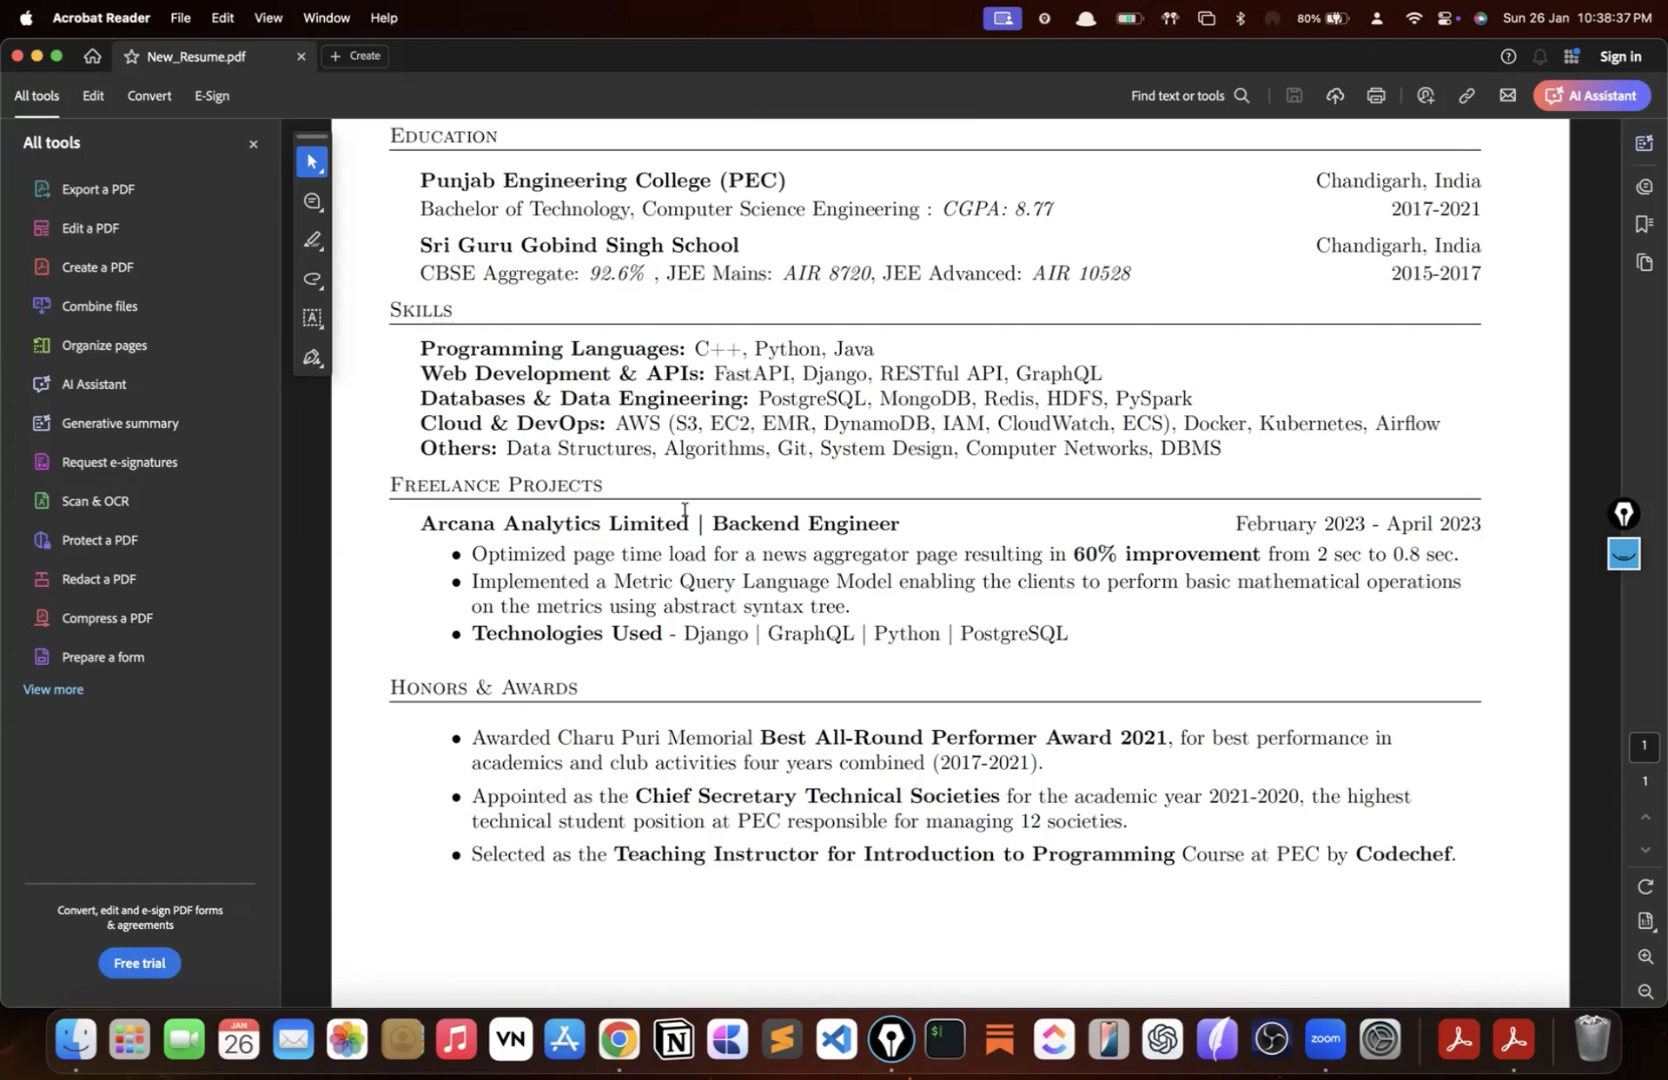 Acrobat Reader File Edit View Window Help 80% Sun 26 Jan 10:38:37 PM
New_Resume.pdf + Create Sign in
All tools Edit Convert E-Sign Find text or tools AI Assistant
All tools
Export a PDF
Edit a PDF
Create a PDF
Combine files
Organize pages
AI Assistant
Generative summary
Request e-signatures
Scan & OCR
Protect a PDF
Redact a PDF
Compress a PDF
Prepare a form
View more
Convert, edit and e-sign PDF forms
& agreements
Free trial
Education
Punjab Engineering College (PEC) Chandigarh, India
Bachelor of Technology, Computer Science Engineering : CGPA: 8.77 2017-2021
Sri Guru Gobind Singh School Chandigarh, India
CBSE Aggregate: 92.6% , JEE Mains: AIR 8720, JEE Advanced: AIR 10528 2015-2017
Skills
Programming Languages: C++, Python, Java
Web Development & APIs: FastAPI, Django, RESTful API, GraphQL
Databases & Data Engineering: PostgreSQL, MongoDB, Redis, HDFS, PySpark
Cloud & DevOps: AWS (S3, EC2, EMR, DynamoDB, IAM, CloudWatch, ECS), Docker, Kubernetes, Airflow
Others: Data Structures, Algorithms, Git, System Design, Computer Networks, DBMS
Freelance Projects
Arcana Analytics Limited | Backend Engineer February 2023 - April 2023
• Optimized page time load for a news aggregator page resulting in 60% improvement from 2 sec to 0.8 sec.
• Implemented a Metric Query Language Model enabling the clients to perform basic mathematical operations
on the metrics using abstract syntax tree.
• Technologies Used - Django | GraphQL | Python | PostgreSQL
Honors & Awards
• Awarded Charu Puri Memorial Best All-Round Performer Award 2021, for best performance in
academics and club activities four years combined (2017-2021).
• Appointed as the Chief Secretary Technical Societies for the academic year 2021-2020, the highest
technical student position at PEC responsible for managing 12 societies.
• Selected as the Teaching Instructor for Introduction to Programming Course at PEC by Codechef.
1
1
JAN
26
VN
zoom